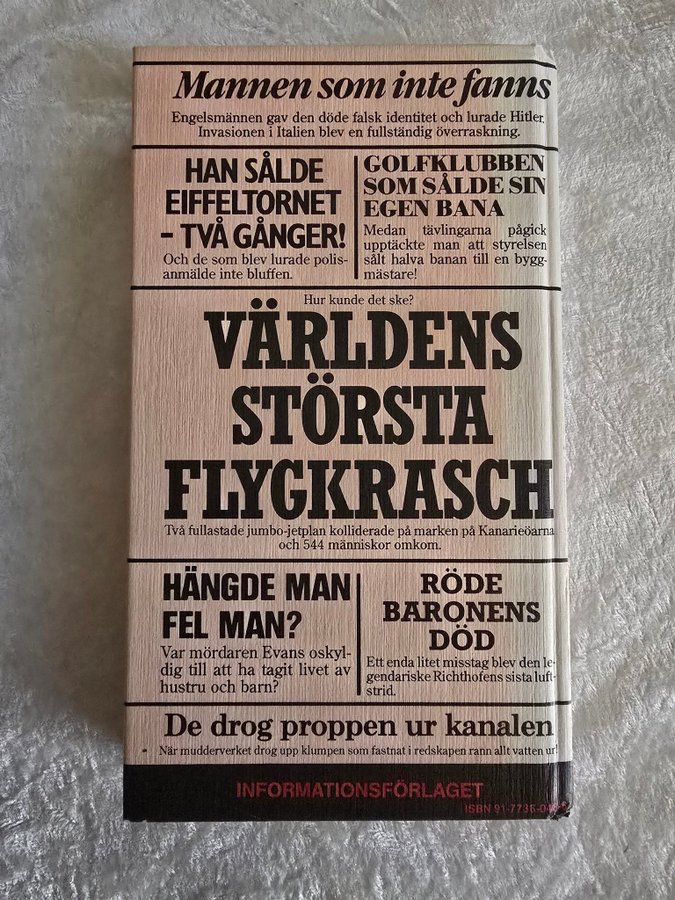 Mannen som inte fanns
Engelsmännen gav den döde falsk identitet och lurade Hitler.
Invasionen i Italien blev en fullständig överraskning.
HAN SÅLDE
EIFFELTORNET
- TVÅ GÅNGER!
Och de som blev lurade polis-
anmälde inte bluffen.
GOLFKLUBBEN
SOM SÅLDE SIN
EGEN BANA
Medan tävlingarna pågick
upptäckte man att styrelsen
sålt halva banan till en bygg-
mästare!
Hur kunde det ske?
VÄRLDENS
STÖRSTA
FLYGKRASCH
Två fullastade jumbo-jetplan kolliderade på marken på Kanarieöarna
och 544 människor omkom.
HÄNGDE MAN
FEL MAN?
Var mördaren Evans oskyl-
dig till att ha tagit livet av
hustru och barn?
RÖDE
BARONENS
DÖD
Ett enda litet misstag blev den le-
gendariske Richthofens sista luft-
strid.
De drog proppen ur kanalen
När mudderverket drog upp klumpen som fastnat i redskapen rann allt vatten ur!
INFORMATIONSFÖRLAGET
ISBN